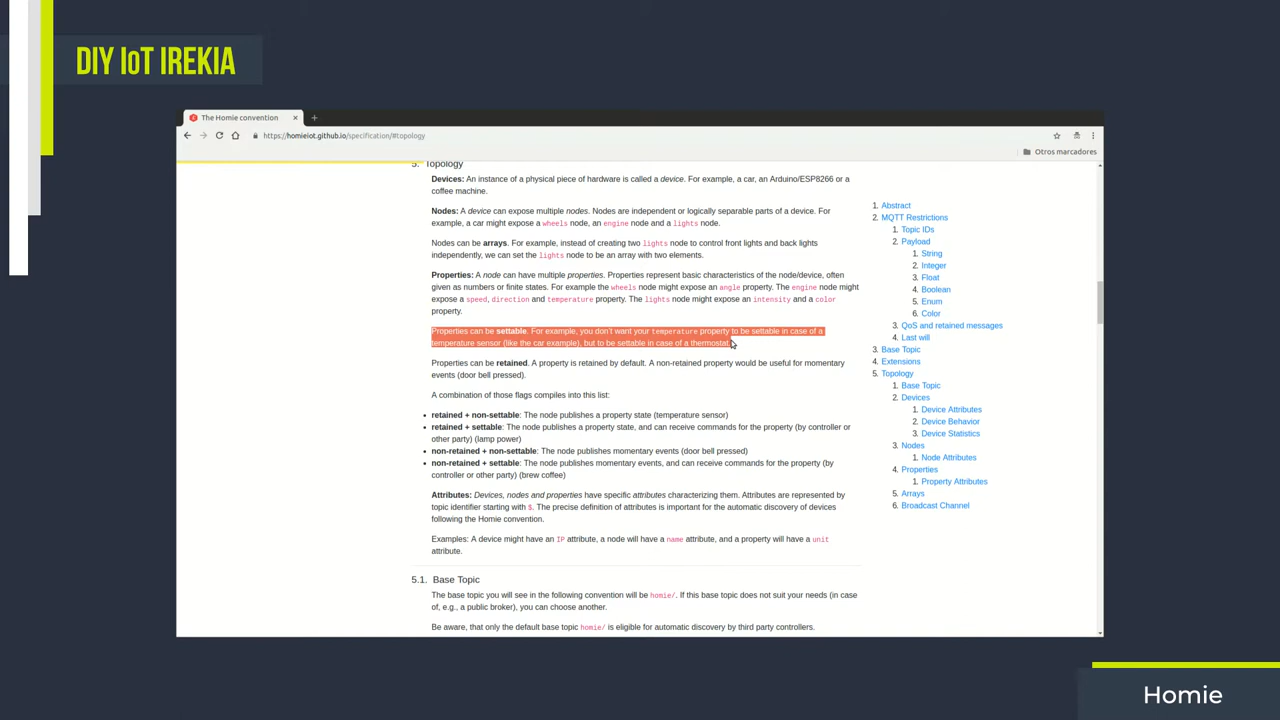 DIY IoT IREKIA
The Homie convention
https://homieiot.github.io/specification/#topology
Otros marcadores
5. Topology
Devices: An instance of a physical piece of hardware is called a device. For example, a car, an Arduino/ESP8266 or a
coffee machine.
Nodes: A device can expose multiple nodes. Nodes are independent or logically separable parts of a device. For
example, a car might expose a wheels node, an engine node and a lights node.
Nodes can be arrays. For example, instead of creating two lights node to control front lights and back lights
independently, we can set the lights node to be an array with two elements.
Properties: A node can have multiple properties. Properties represent basic characteristics of the node/device, often
given as numbers or finite states. For example the wheels node might expose an angle property. The engine node might
expose a speed, direction and temperature property. The lights node might expose an intensity and a color
property.
Properties can be settable. For example, you don't want your temperature property to be settable in case of a
temperature sensor (like the car example), but to be settable in case of a thermostat.
Properties can be retained. A property is retained by default. A non-retained property would be useful for momentary
events (door bell pressed).
A combination of those flags compiles into this list:
• retained + non-settable: The node publishes a property state (temperature sensor)
• retained + settable: The node publishes a property state, and can receive commands for the property (by controller or
other party) (lamp power)
• non-retained + non-settable: The node publishes momentary events (door bell pressed)
• non-retained + settable: The node publishes momentary events, and can receive commands for the property (by
controller or other party) (brew coffee)
Attributes: Devices, nodes and properties have specific attributes characterizing them. Attributes are represented by
topic identifier starting with $. The precise definition of attributes is important for the automatic discovery of devices
following the Homie convention.
Examples: A device might have an IP attribute, a node will have a name attribute, and a property will have a unit
attribute.
5.1. Base Topic
The base topic you will see in the following convention will be homie/. If this base topic does not suit your needs (in case
of, e.g., a public broker), you can choose another.
Be aware, that only the default base topic homie/ is eligible for automatic discovery by third party controllers.
1. Abstract
2. MQTT Restrictions
1. Topic IDs
2. Payload
1. String
2. Integer
3. Float
4. Boolean
5. Enum
6. Color
3. QoS and retained messages
4. Last will
3. Base Topic
4. Extensions
5. Topology
1. Base Topic
2. Devices
1. Device Attributes
2. Device Behavior
3. Device Statistics
3. Nodes
1. Node Attributes
4. Properties
1. Property Attributes
5. Arrays
6. Broadcast Channel
Homie